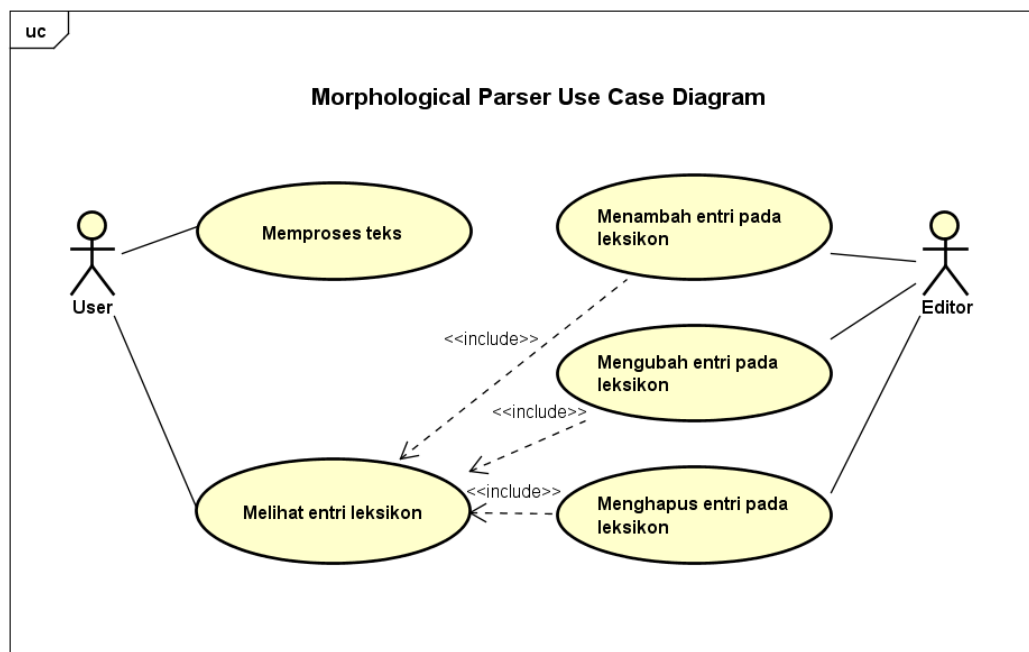 uc
Morphological Parser Use Case Diagram
Memproses teks
Menambah entri pada
leksikon
User
Editor
<<include>>
Mengubah entri pada
leksikon
<<include>>
<<include>>
Melihat entri leksikon
Menghapus entri pada
leksikon